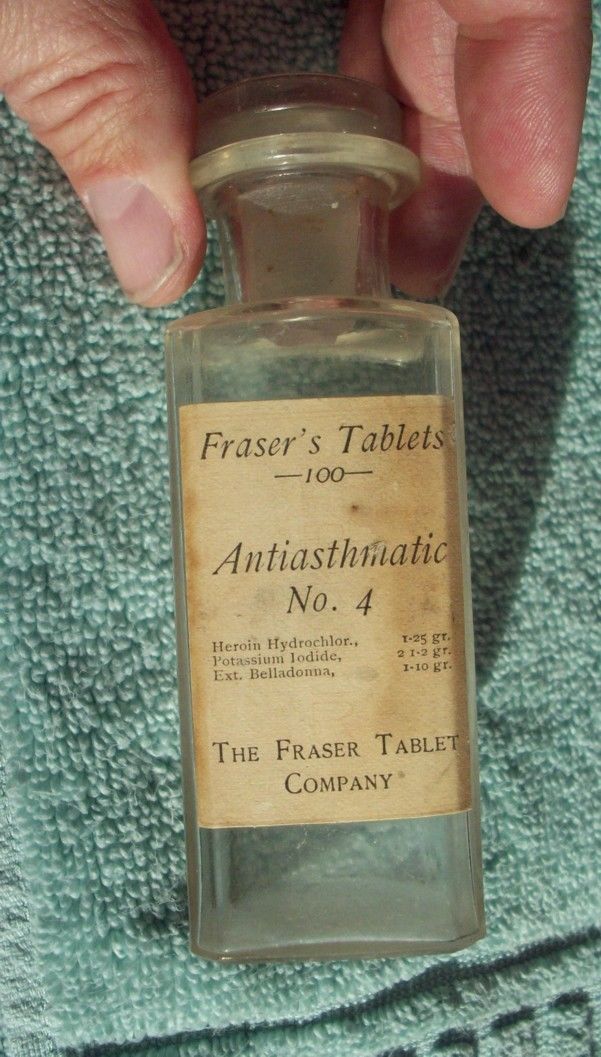 Fraser's Tablets
—100—
Antiasthmatic
No. 4
Heroin Hydrochlor., 1-25 gr.
Potassium Iodide, 2 1-2 gr.
Ext. Belladonna, 1-10 gr.
THE FRASER TABLET
COMPANY